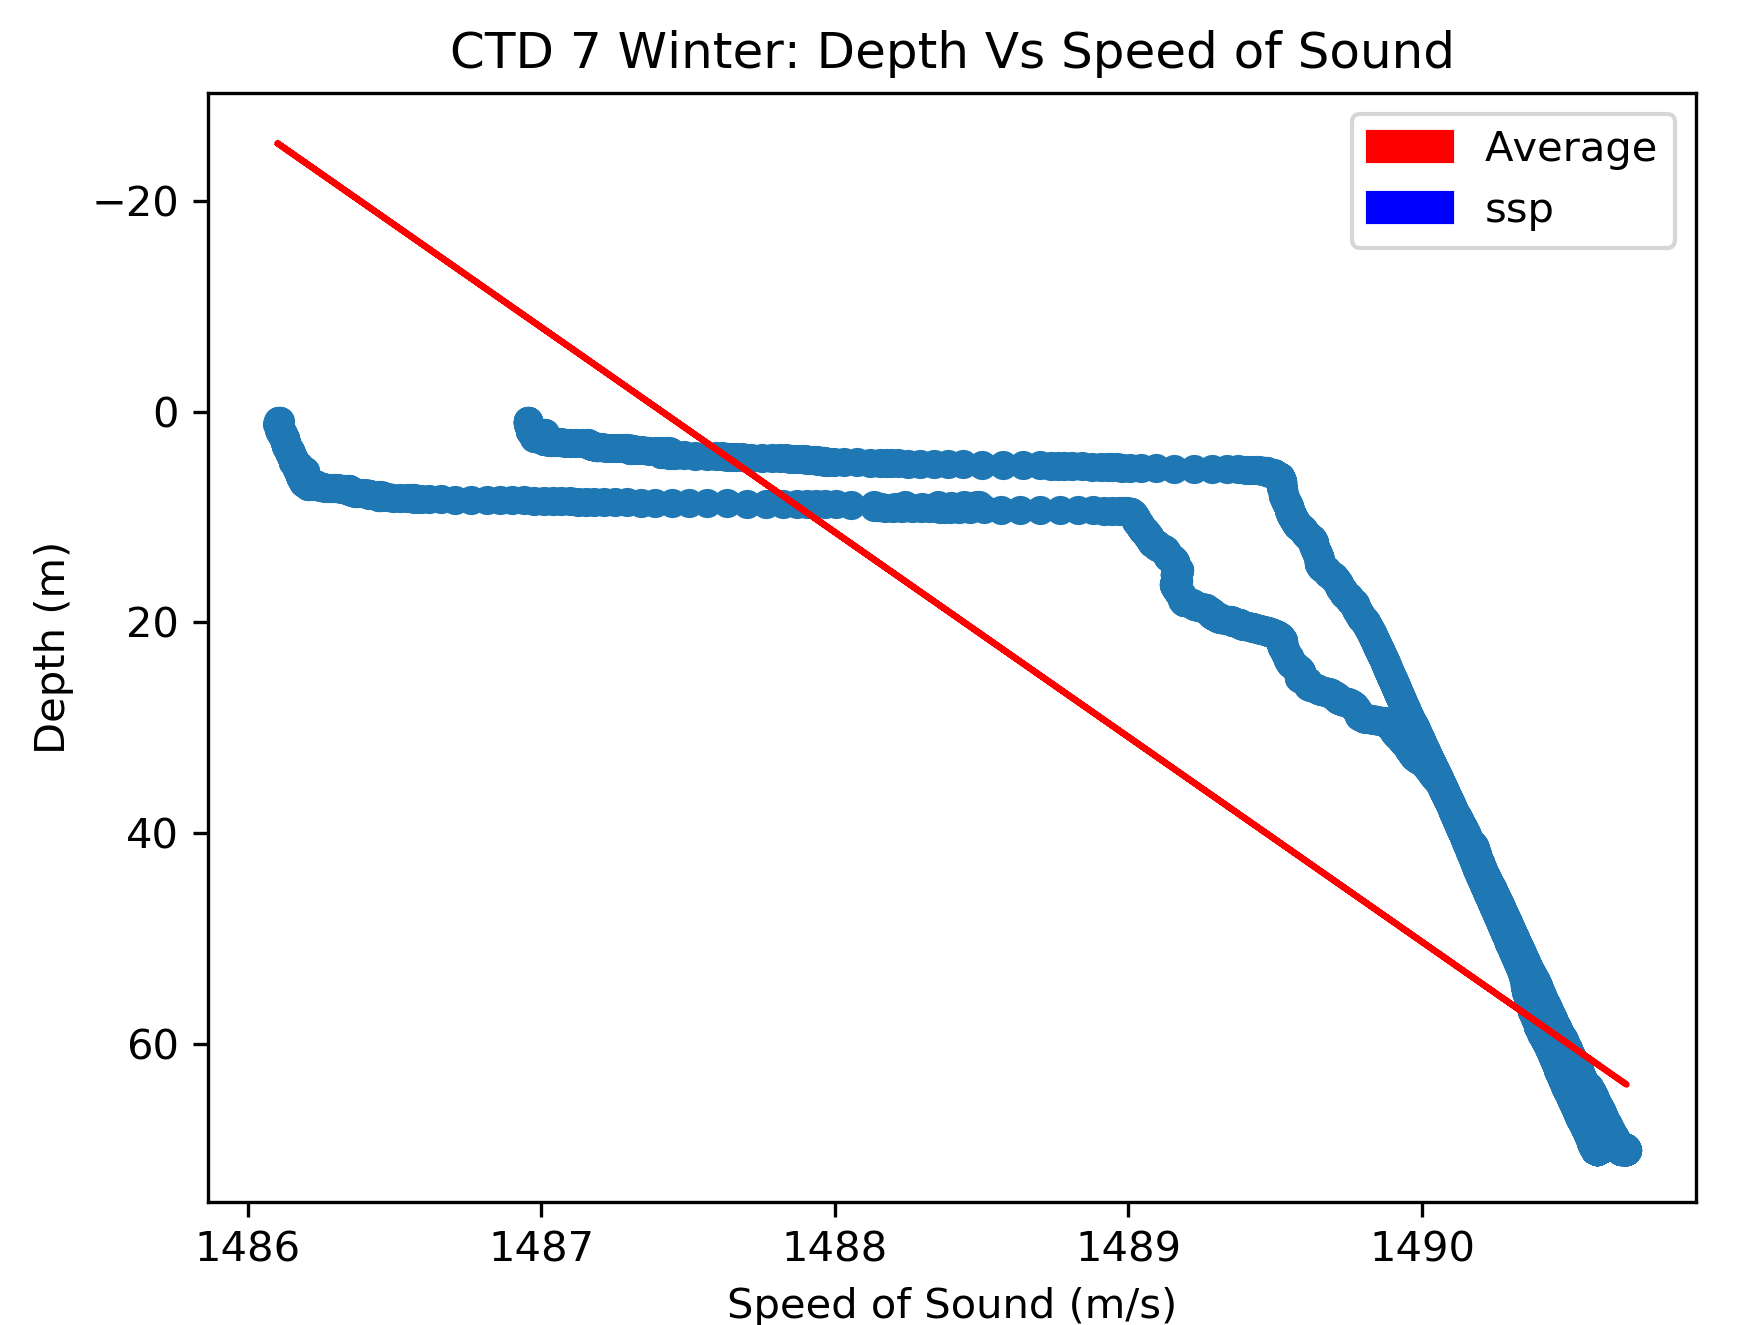 CTD 7 Winter: Depth Vs Speed of Sound
Average
ssp
−20
0
20
40
60
Depth (m)
1486 1487 1488 1489 1490
Speed of Sound (m/s)